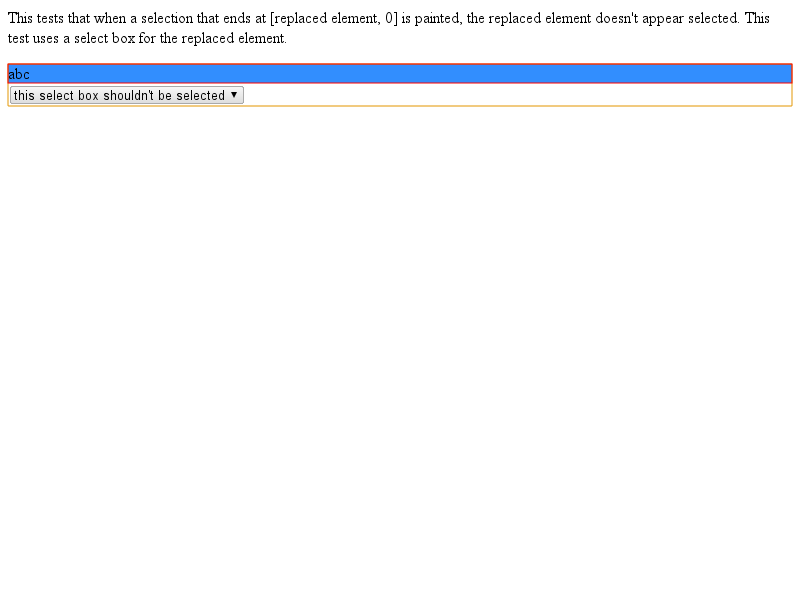 This tests that when a selection that ends at [replaced element, 0] is painted, the replaced element doesn't appear selected. This
test uses a select box for the replaced element.
abc
this select box shouldn't be selected